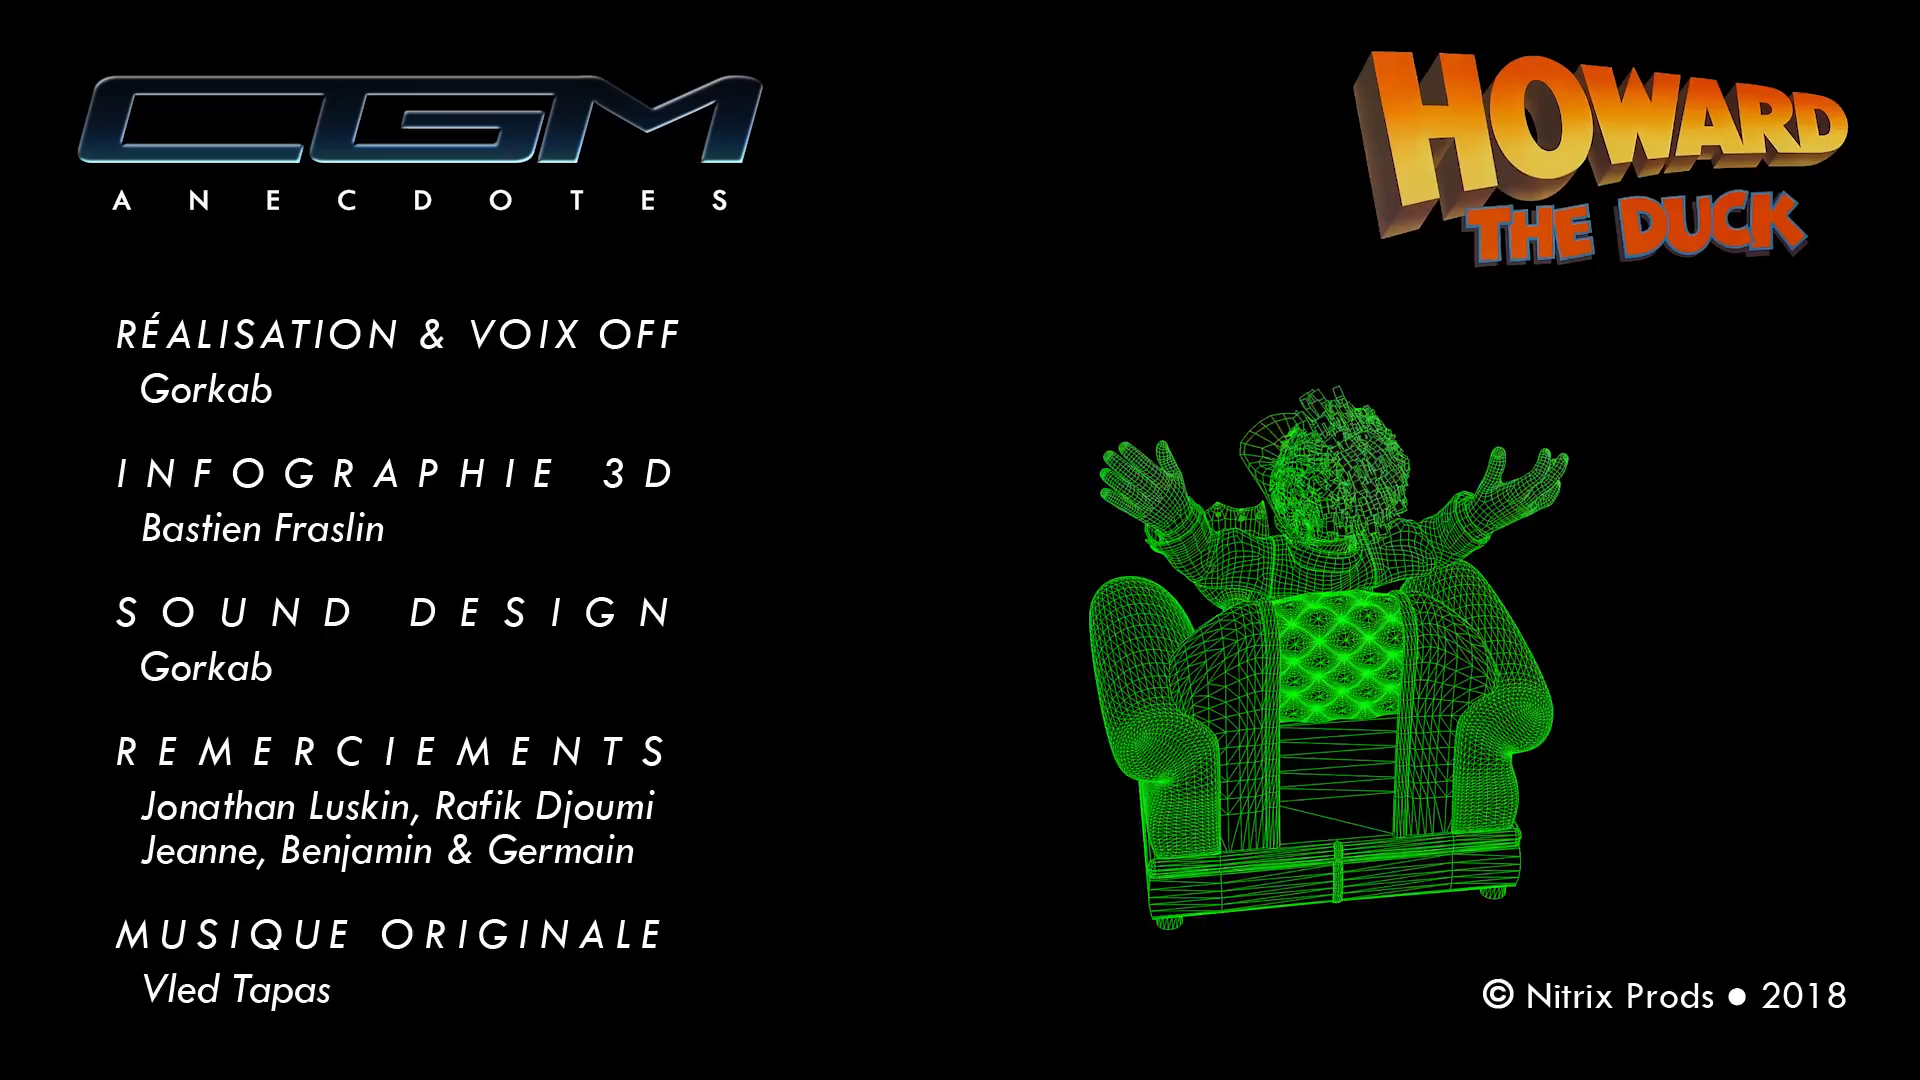 CGM
ANECDOTES
HOWARD
THE DUCK
RÉALISATION & VOIX OFF
Gorkab
INFOGRAPHIE 3D
Bastien Fraslin
SOUND DESIGN
Gorkab
REMERCIEMENTS
Jonathan Luskin, Rafik Djoumi
Jeanne, Benjamin & Germain
MUSIQUE ORIGINALE
Vled Tapas
© Nitrix Prods ● 2018